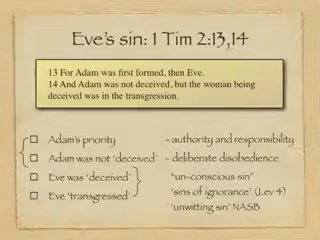 Eve's sin: 1 Tim 2:13,14
13 For Adam was first formed, then Eve.
14 And Adam was not deceived, but the woman being
deceived was in the transgression.
Adam's priority - authority and responsibility
Adam was not 'deceived' - deliberate disobedience
Eve was 'deceived' "un-conscious sin"
Eve 'transgressed' 'sins of ignorance' (Lev 4)
'unwitting sin' NASB